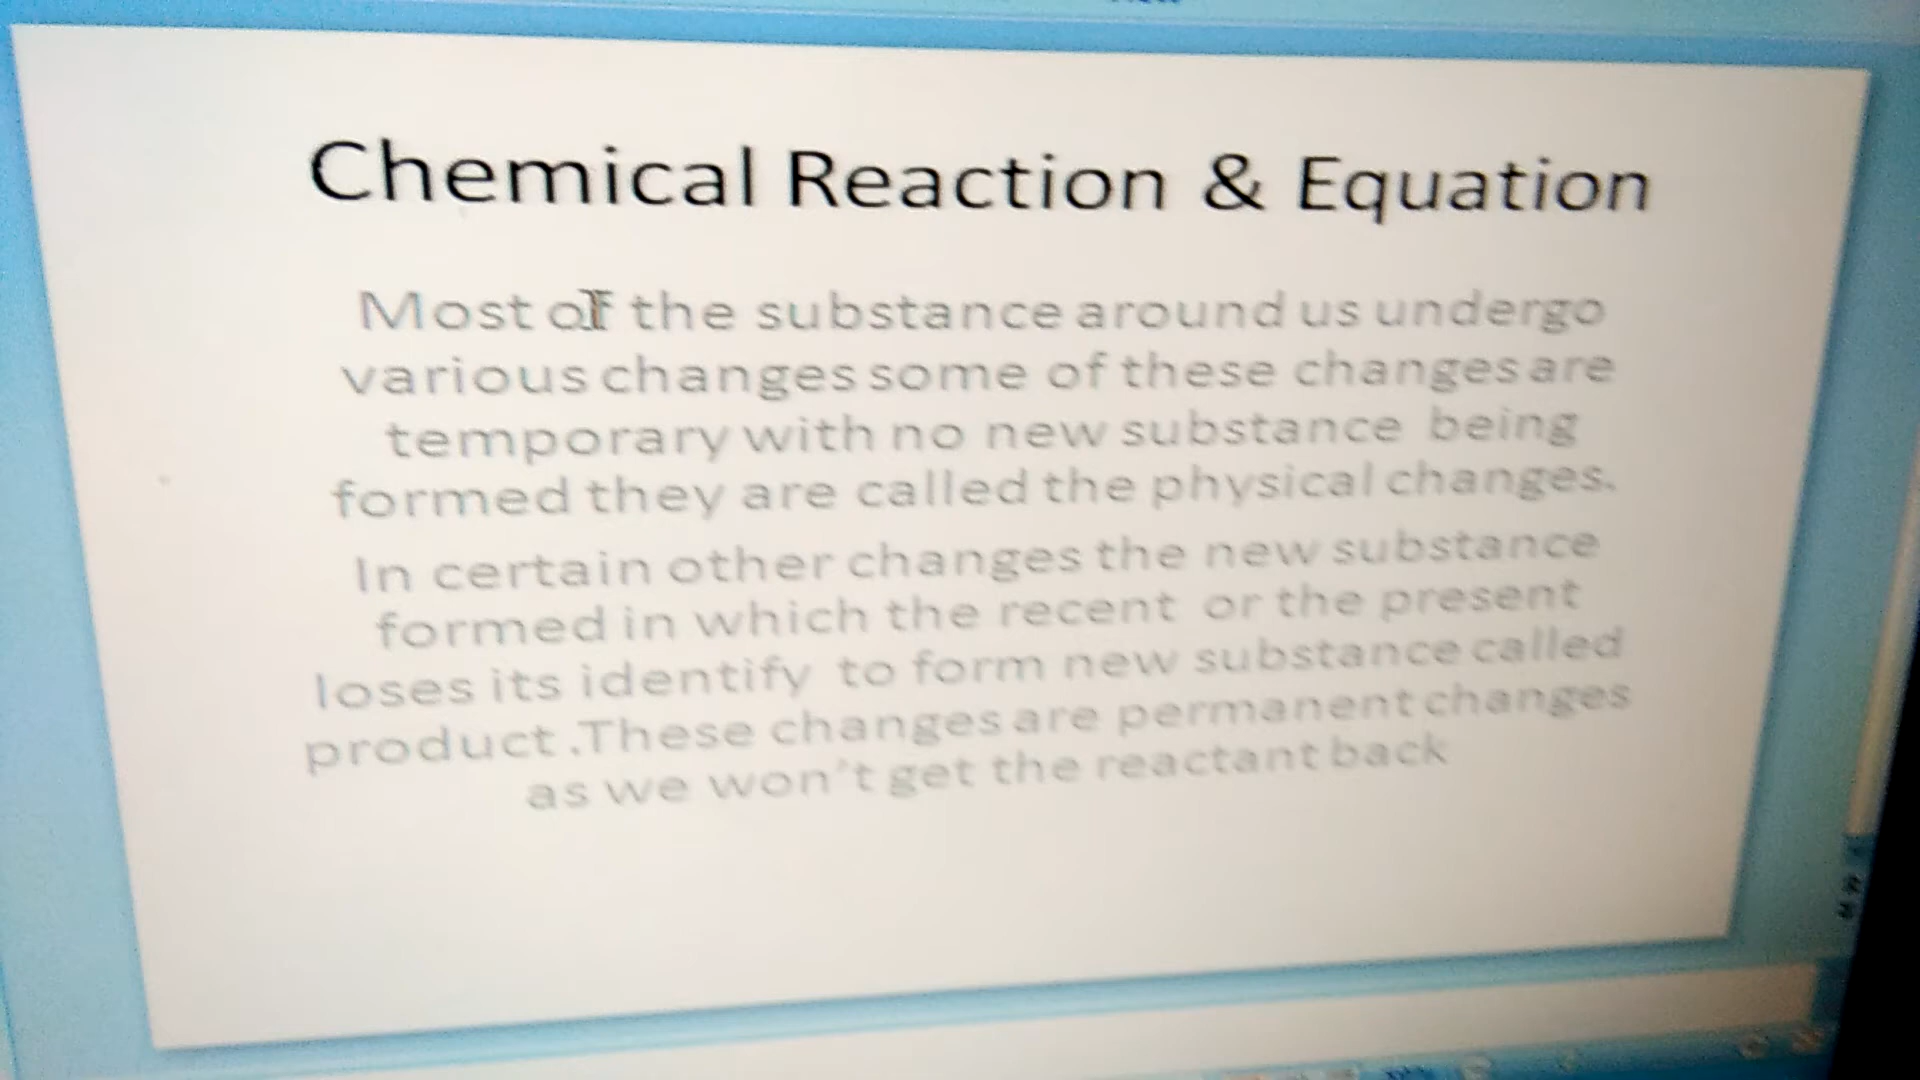 Chemical Reaction & Equation
Most of the substance around us undergo
various changes some of these changes are
temporary with no new substance being
formed they are called the physical changes.
In certain other changes the new substance
formed in which the recent or the present
loses its identify to form new substance called
product .These changes are permanent changes
as we won't get the reactant back